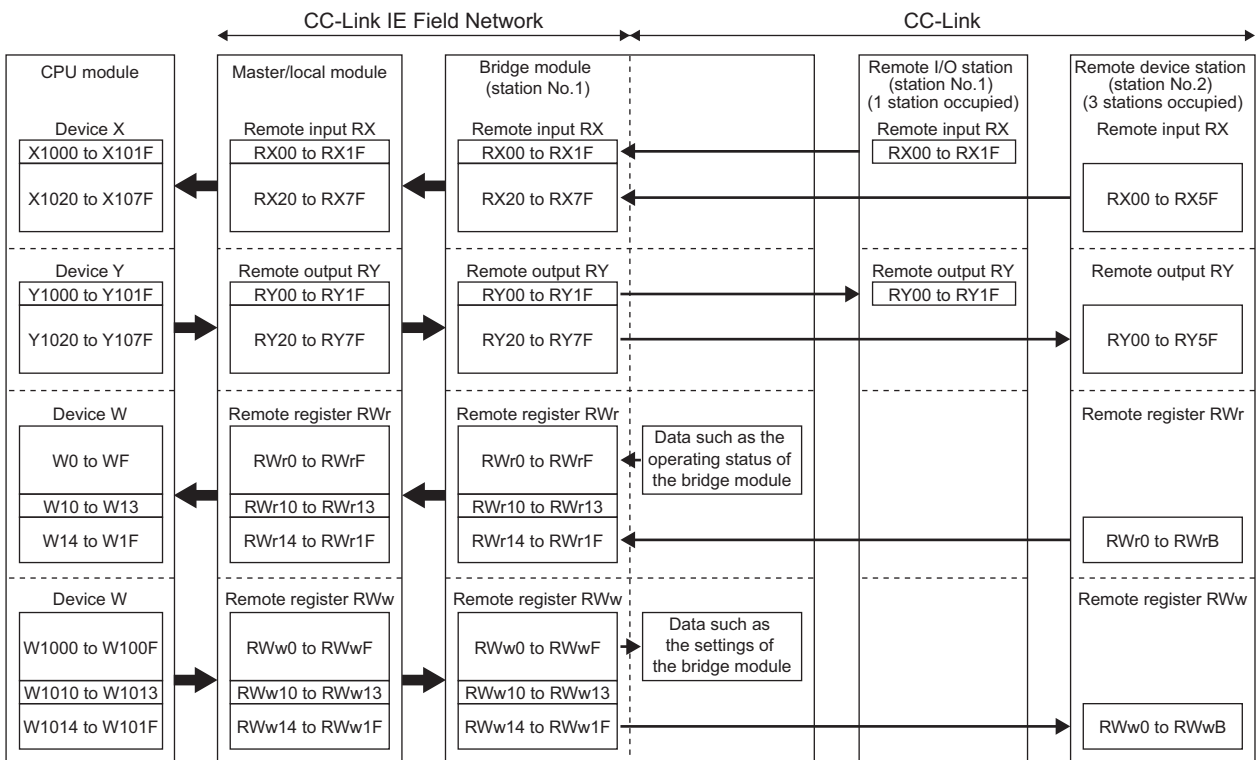 CC-Link IE Field Network
CC-Link
CPU module
Master/local module
Bridge module
(station No.1)
Remote I/O station
(station No.1)
(1 station occupied)
Remote device station
(station No.2)
(3 stations occupied)
Device X
Remote input RX
Remote input RX
Remote input RX
Remote input RX
X1000 to X101F
RX00 to RX1F
RX00 to RX1F
RX00 to RX1F
X1020 to X107F
RX20 to RX7F
RX20 to RX7F
RX00 to RX5F
Device Y
Remote output RY
Remote output RY
Remote output RY
Remote output RY
Y1000 to Y101F
RY00 to RY1F
RY00 to RY1F
RY00 to RY1F
Y1020 to Y107F
RY20 to RY7F
RY20 to RY7F
RY00 to RY5F
Device W
Remote register RWr
Remote register RWr
Remote register RWr
W0 to WF
RWr0 to RWrF
RWr0 to RWrF
Data such as the
operating status of
the bridge module
W10 to W13
RWr10 to RWr13
RWr10 to RWr13
W14 to W1F
RWr14 to RWr1F
RWr14 to RWr1F
RWr0 to RWrB
Device W
Remote register RWw
Remote register RWw
Remote register RWw
W1000 to W100F
RWw0 to RWwF
RWw0 to RWwF
Data such as
the settings of
the bridge module
W1010 to W1013
RWw10 to RWw13
RWw10 to RWw13
W1014 to W101F
RWw14 to RWw1F
RWw14 to RWw1F
RWw0 to RWwB